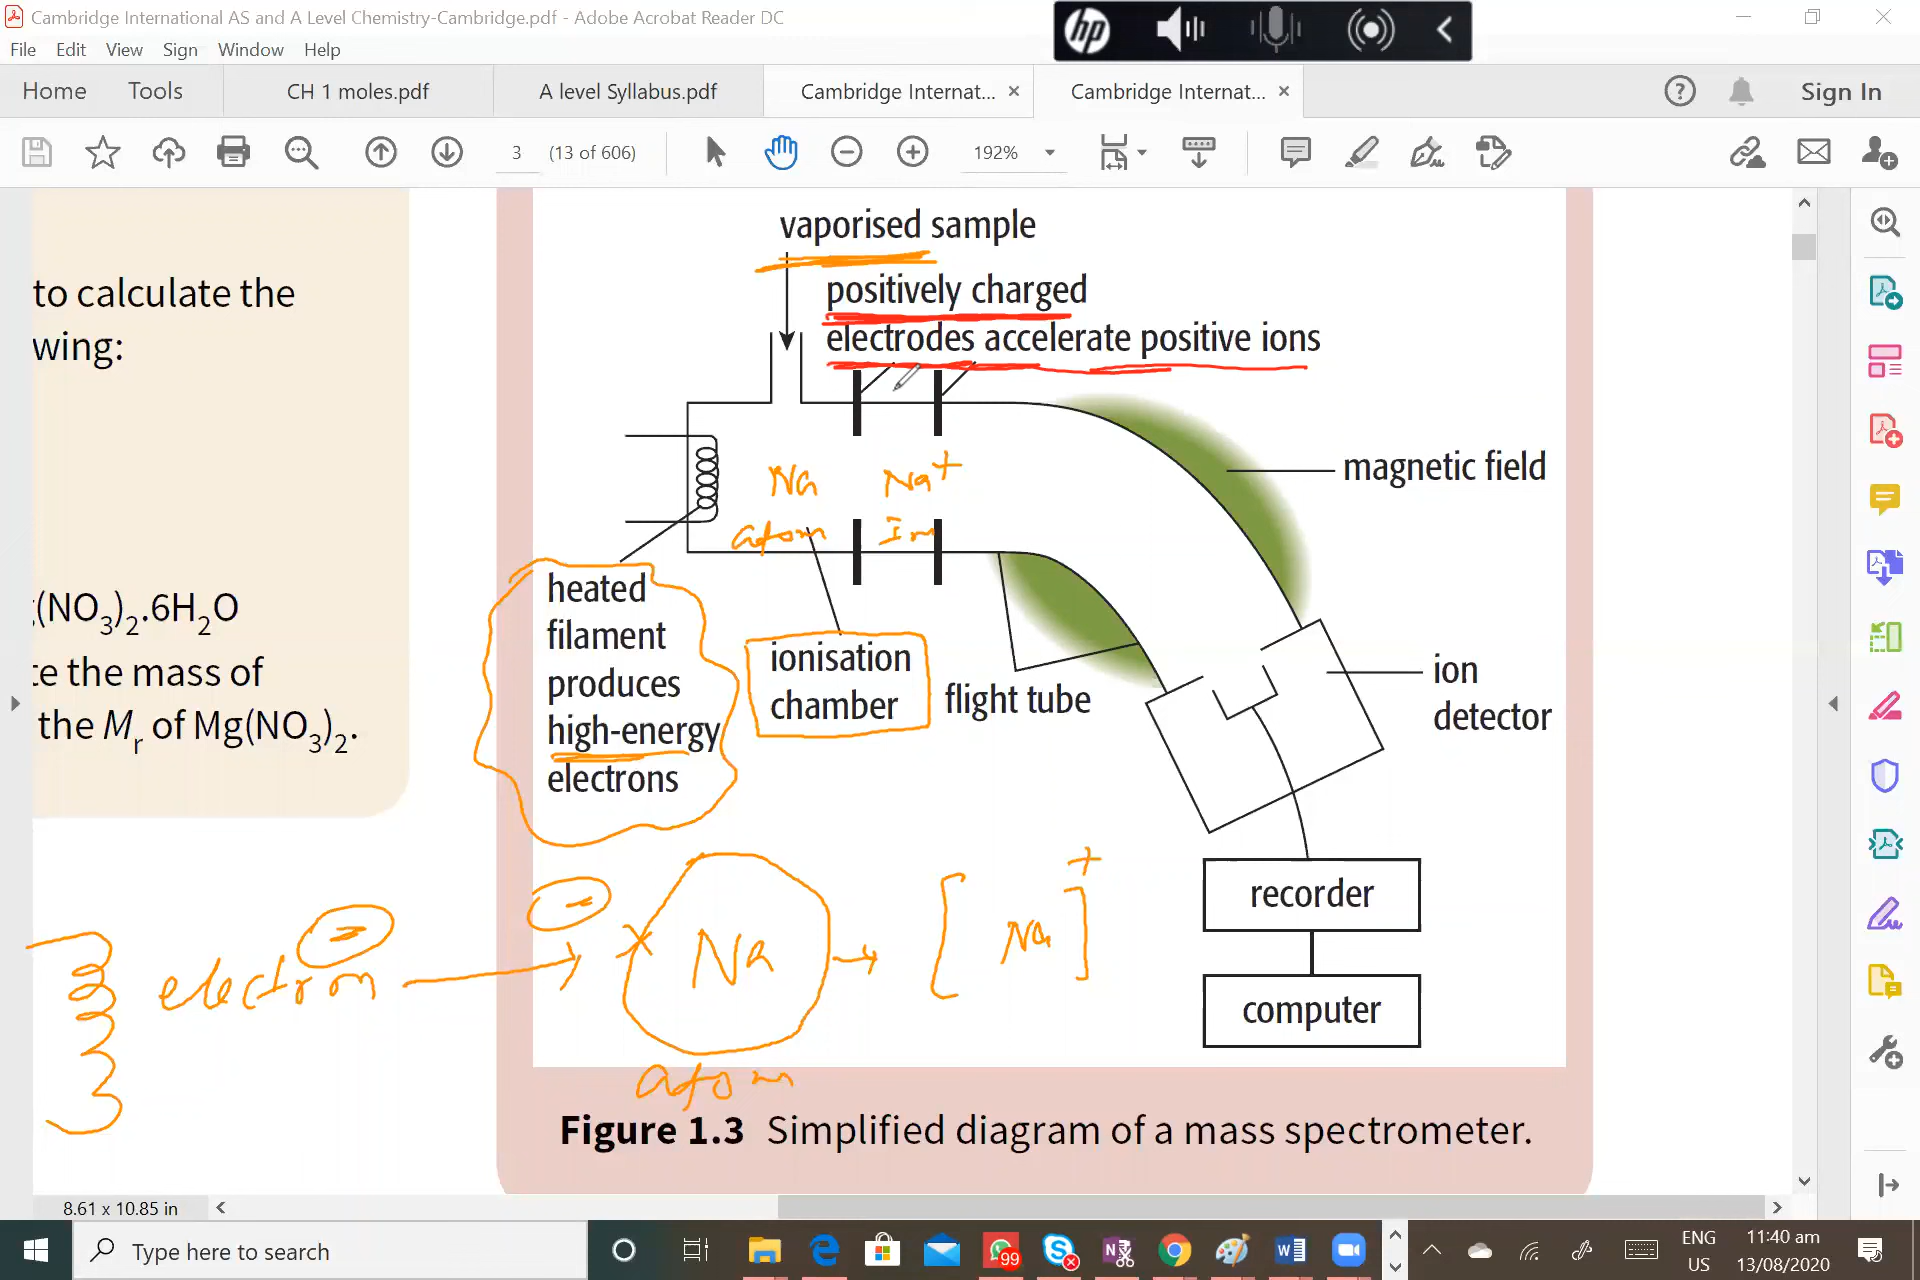 Cambridge International AS and A Level Chemistry-Cambridge.pdf - Adobe Acrobat Reader DC
hp
File Edit View Sign Window Help
Home Tools CH 1 moles.pdf A level Syllabus.pdf Cambridge Internat... × Cambridge Internat... × Sign In
3 (13 of 606) 192%
to calculate the
wing:
(NO3)2.6H2O
te the mass of
the Mr of Mg(NO3)2.
vaporised sample
positively charged
electrodes accelerate positive ions
magnetic field
Na Na+
atom
heated
filament
produces
high-energy
electrons
ionisation
chamber
flight tube
ion
detector
recorder
computer
electron - - x Na → [Na]+
atom
Figure 1.3 Simplified diagram of a mass spectrometer.
8.61 x 10.85 in
Type here to search
99
ENG
US
11:40 am
13/08/2020